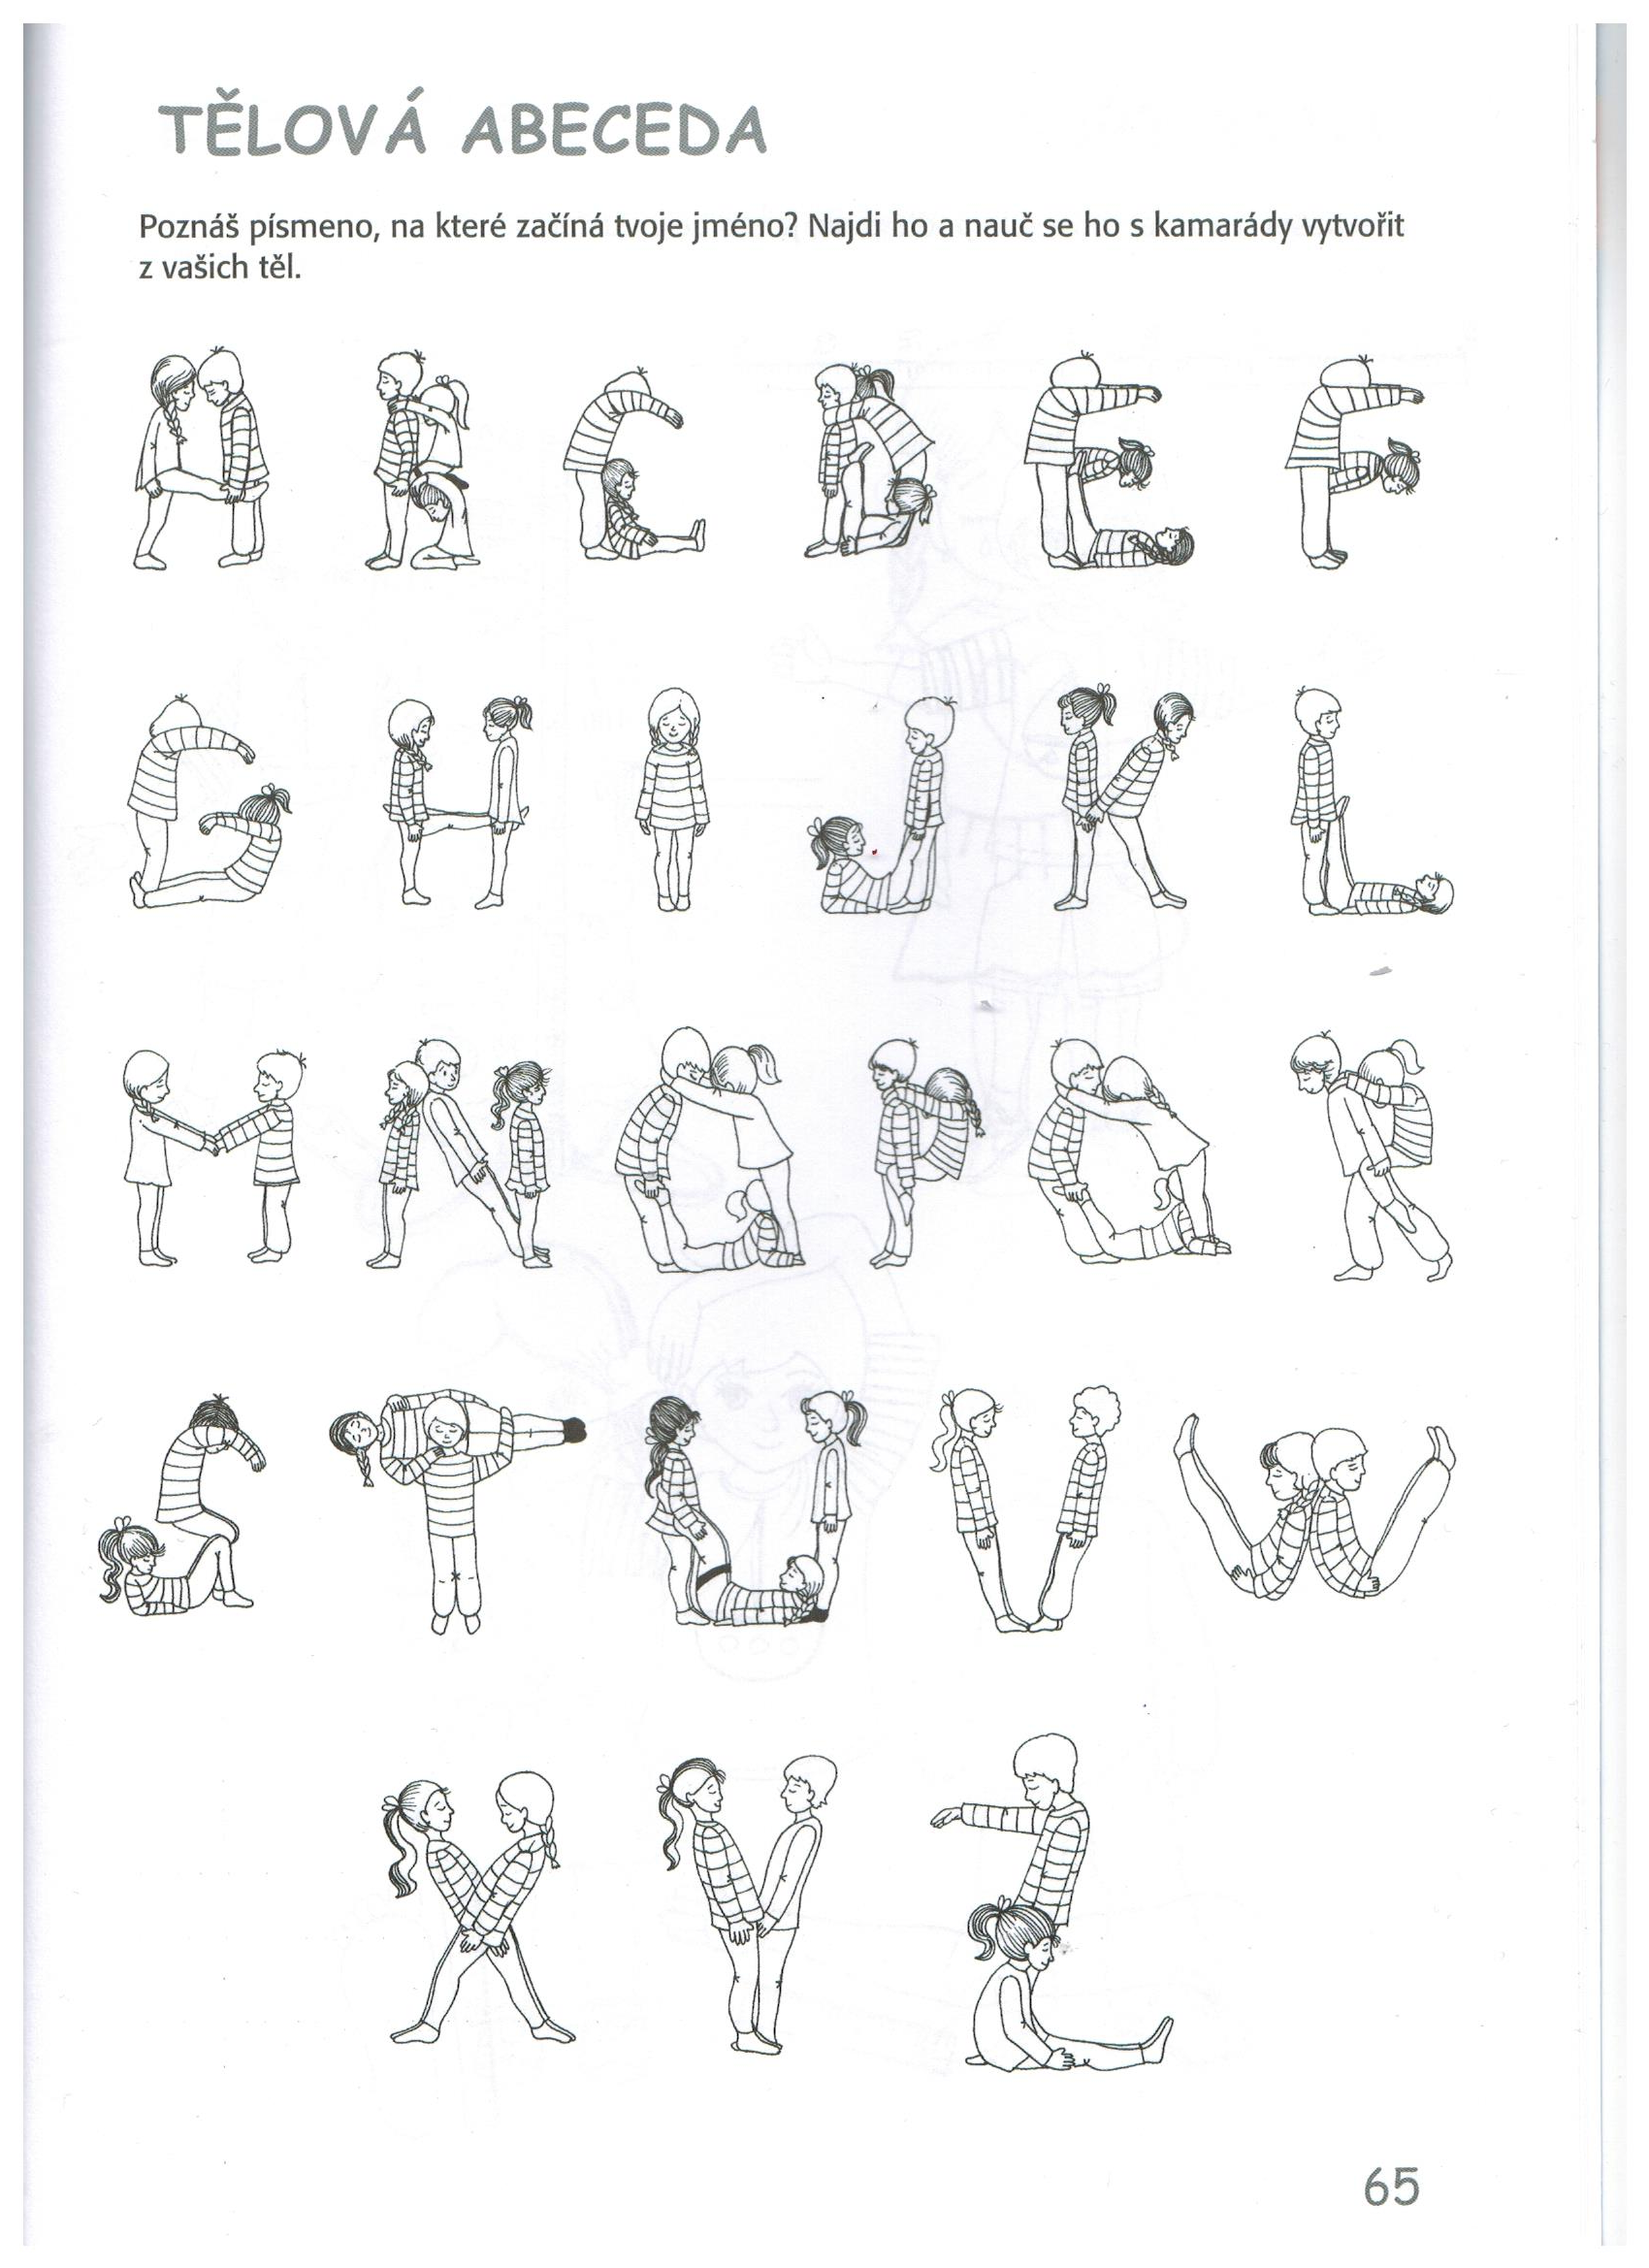 TĚLOVÁ ABECEDA
Poznáš písmeno, na které začíná tvoje jméno? Najdi ho a nauč se ho s kamarády vytvořit
z vašich těl.
65